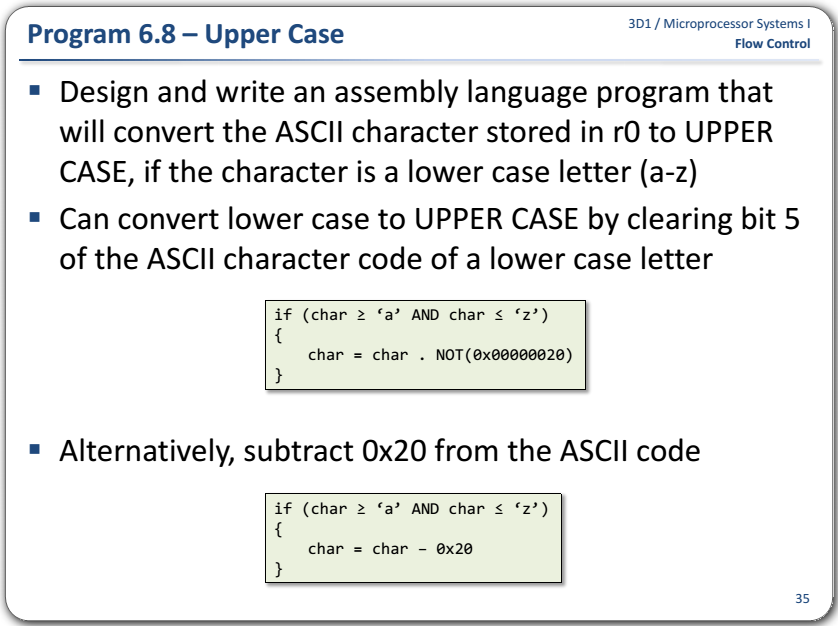 Program 6.8 – Upper Case
3D1 / Microprocessor Systems I
Flow Control
▪ Design and write an assembly language program that
will convert the ASCII character stored in r0 to UPPER
CASE, if the character is a lower case letter (a-z)
▪ Can convert lower case to UPPER CASE by clearing bit 5
of the ASCII character code of a lower case letter
if (char ≥ ‘a’ AND char ≤ ‘z’)
{
    char = char . NOT(0x00000020)
}
▪ Alternatively, subtract 0x20 from the ASCII code
if (char ≥ ‘a’ AND char ≤ ‘z’)
{
    char = char – 0x20
}
35